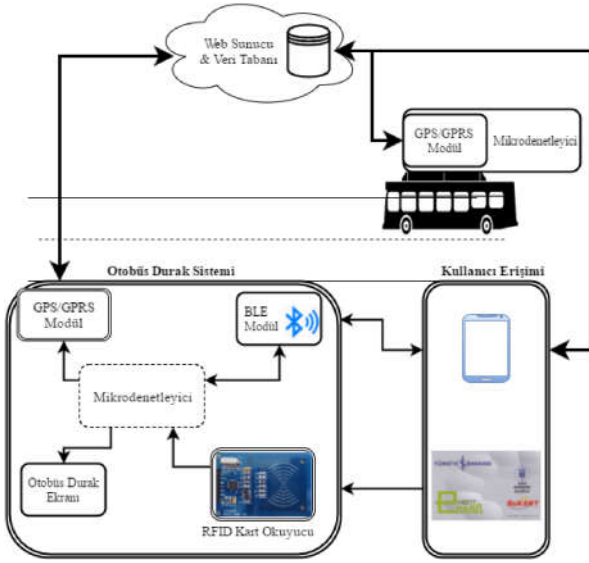 Web Sunucu
& Veri Tabanı
GPS/GPRS
Modül
Mikrodenetleyici
Otobüs Durak Sistemi
Kullanıcı Erişimi
GPS/GPRS
Modül
BLE
Modül
Mikrodenetleyici
Otobüs Durak
Ekranı
RFID Kart Okuyucu